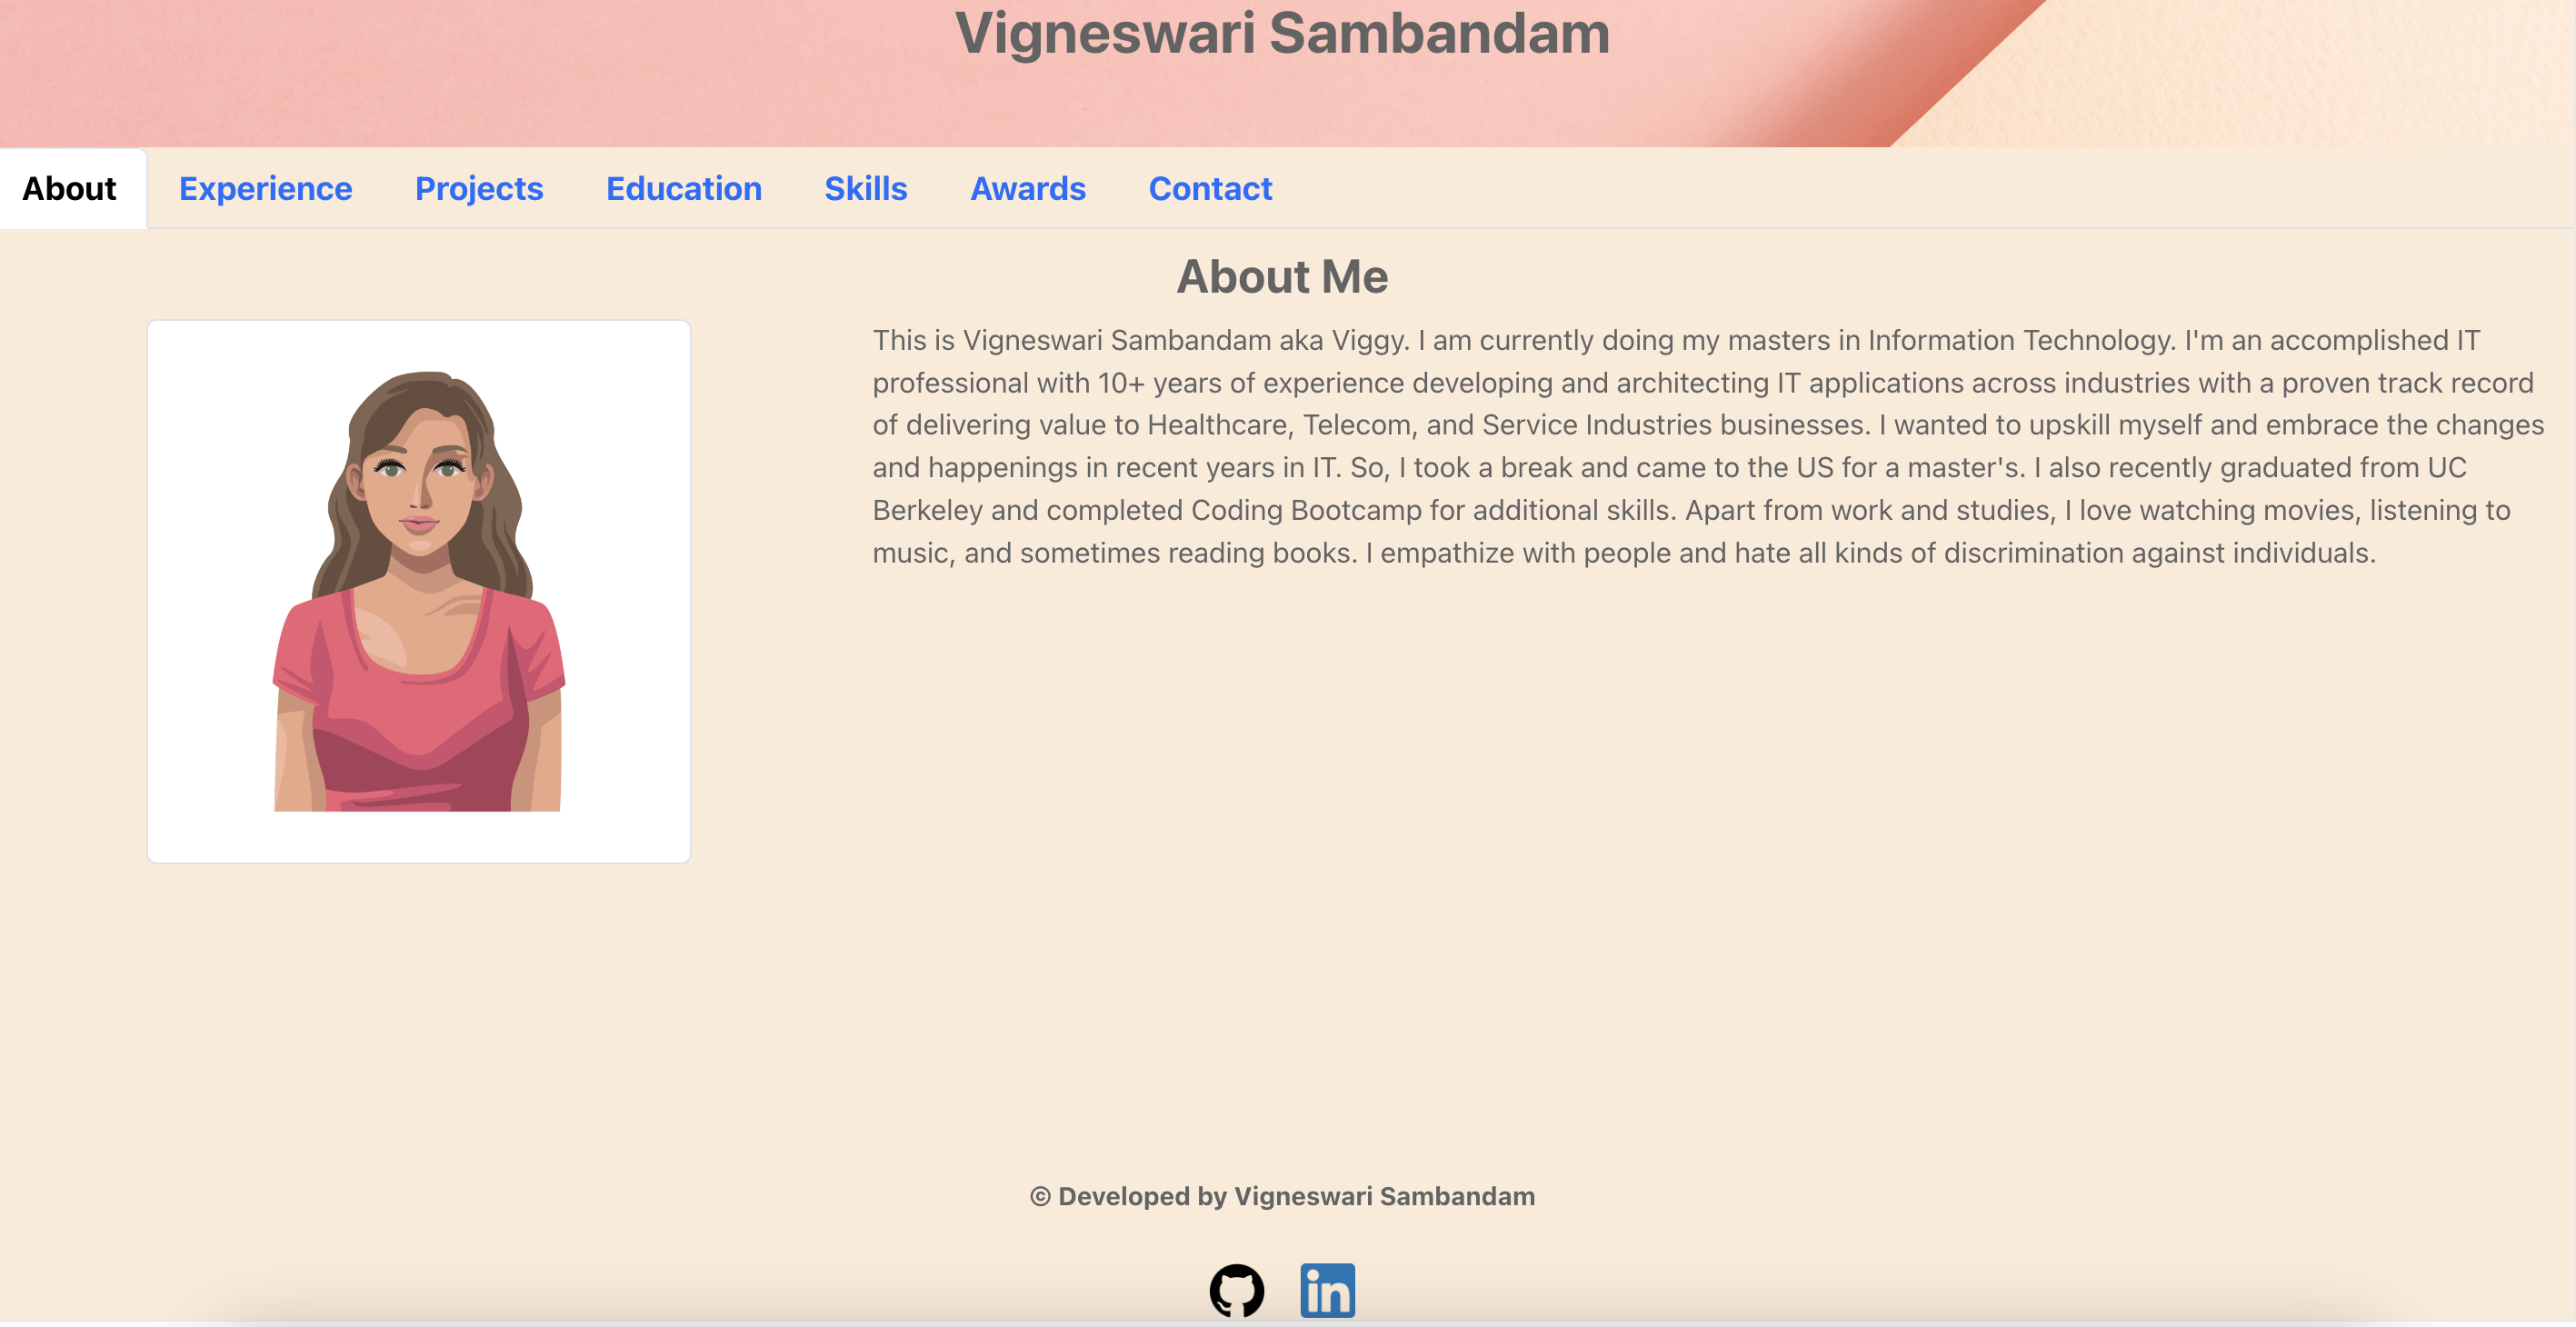 Vigneswari Sambandam
About Experience Projects Education Skills Awards Contact
About Me
This is Vigneswari Sambandam aka Viggy. I am currently doing my masters in Information Technology. I'm an accomplished IT
professional with 10+ years of experience developing and architecting IT applications across industries with a proven track record
of delivering value to Healthcare, Telecom, and Service Industries businesses. I wanted to upskill myself and embrace the changes
and happenings in recent years in IT. So, I took a break and came to the US for a master's. I also recently graduated from UC
Berkeley and completed Coding Bootcamp for additional skills. Apart from work and studies, I love watching movies, listening to
music, and sometimes reading books. I empathize with people and hate all kinds of discrimination against individuals.
© Developed by Vigneswari Sambandam
in